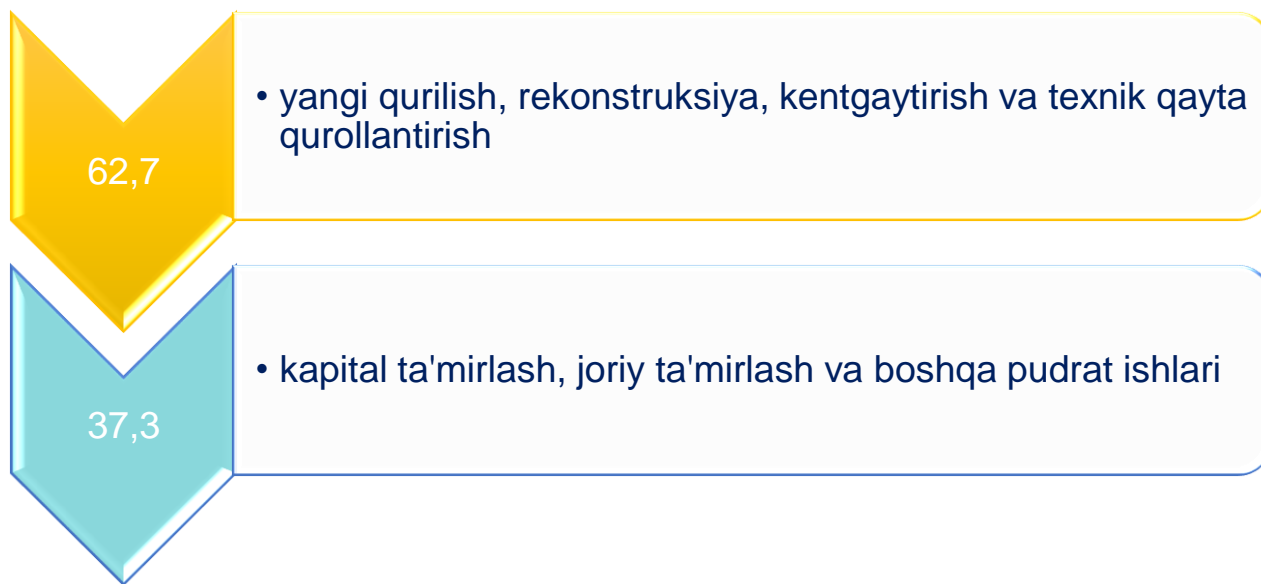 62,7
• yangi qurilish, rekonstruksiya, kentgaytirish va texnik qayta
qurollantirish
37,3
• kapital ta'mirlash, joriy ta'mirlash va boshqa pudrat ishlari